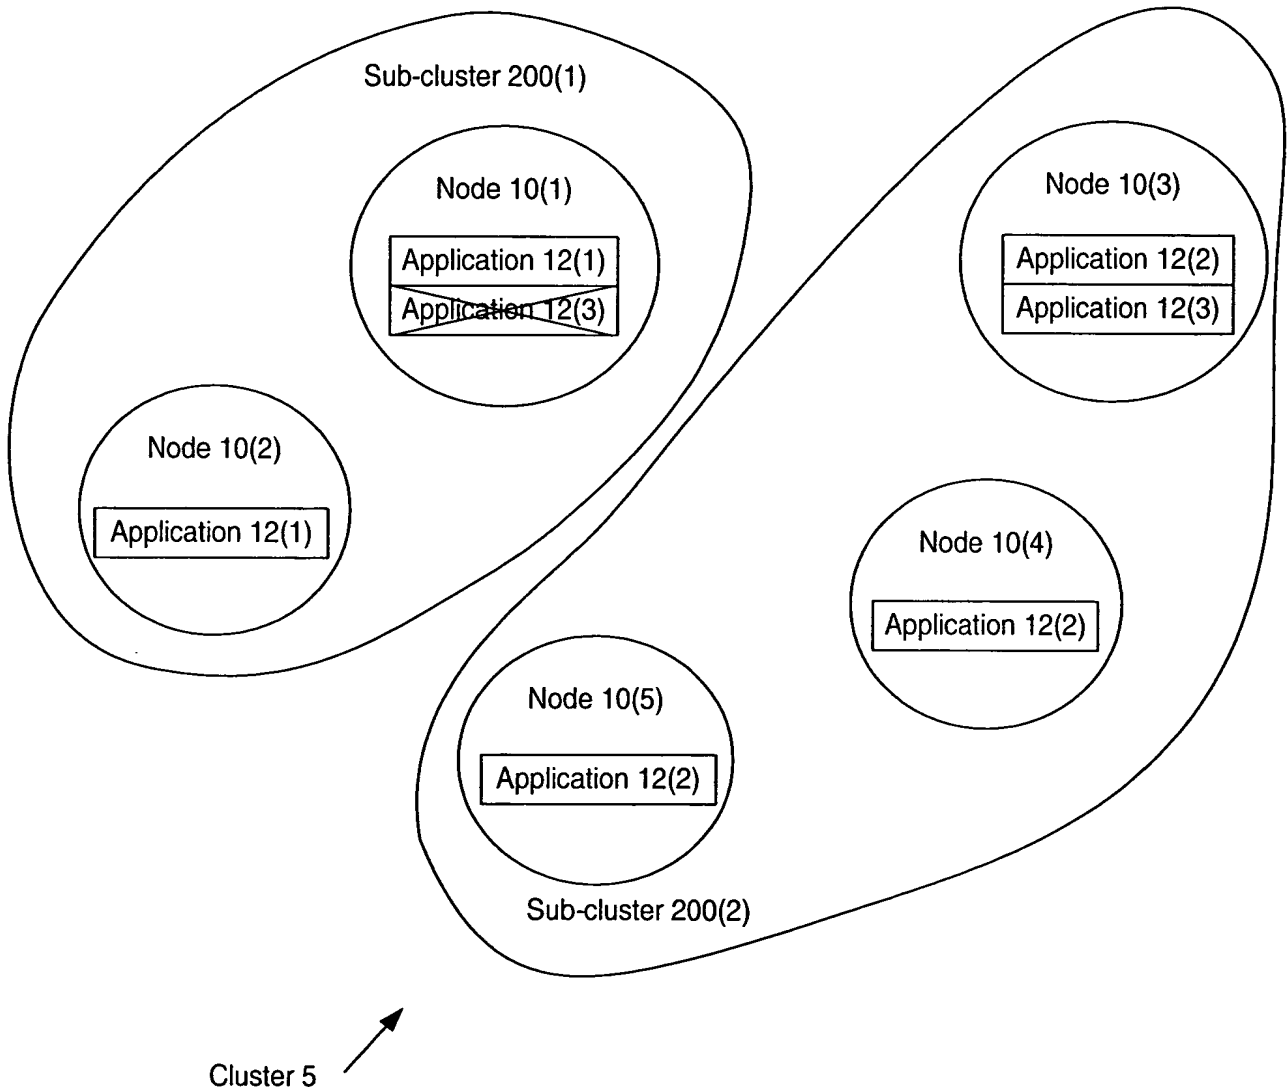 Sub-cluster 200(1)
Node 10(1)
Application 12(1)
Application 12(3)
Node 10(2)
Application 12(1)
Node 10(3)
Application 12(2)
Application 12(3)
Node 10(4)
Application 12(2)
Node 10(5)
Application 12(2)
Sub-cluster 200(2)
Cluster 5